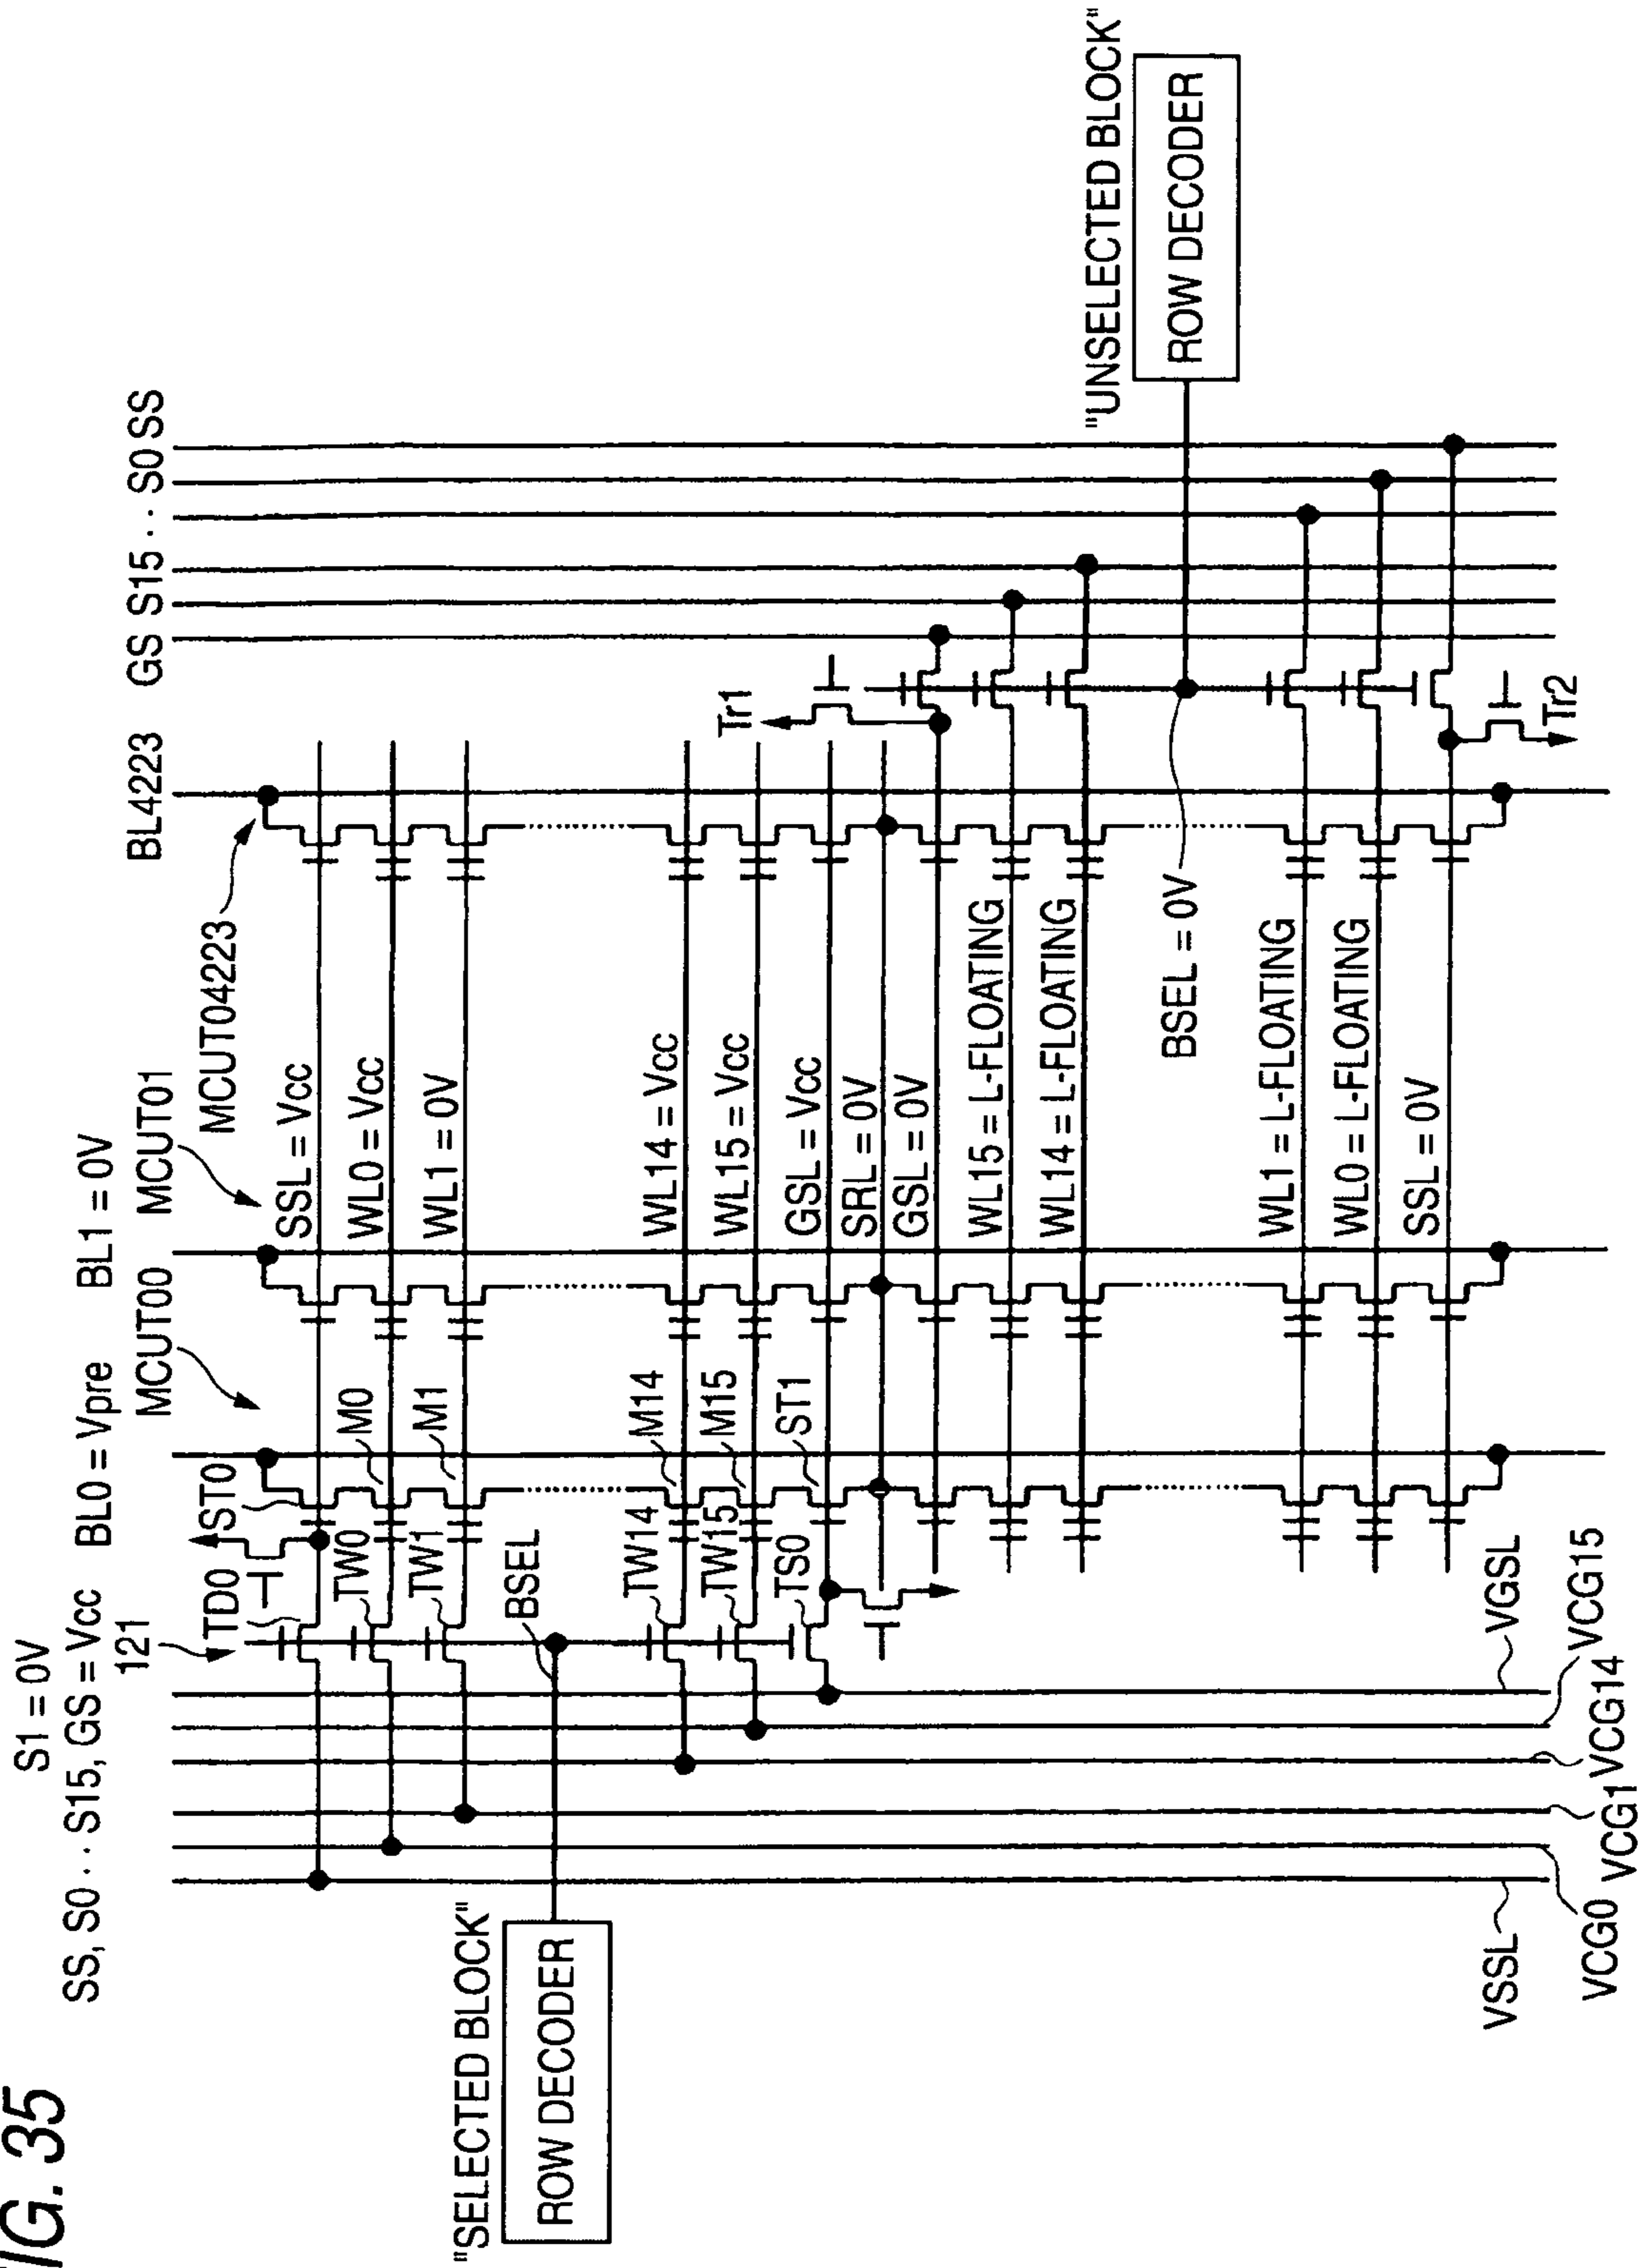 FIG. 35
S1 = 0V
SS, S0 ·· S15, GS = Vcc
121
BL0 = Vpre
BL1 = 0V
MCUT00
MCUT01
MCUT04223
BL4223
GS S15 ·· S0 SS
TD0
ST0
TW0
M0
TW1
M1
BSEL
TW14
M14
TW15
M15
TS0
ST1
SSL = Vcc
WL0 = Vcc
WL1 = 0V
WL14 = Vcc
WL15 = Vcc
GSL = Vcc
SRL = 0V
GSL = 0V
WL15 = L-FLOATING
WL14 = L-FLOATING
WL1 = L-FLOATING
WL0 = L-FLOATING
SSL = 0V
Tr1
Tr2
BSEL = 0V
"SELECTED BLOCK"
ROW DECODER
"UNSELECTED BLOCK"
ROW DECODER
VSSL
VCG0
VCG1
VCG14
VCG15
VGSL